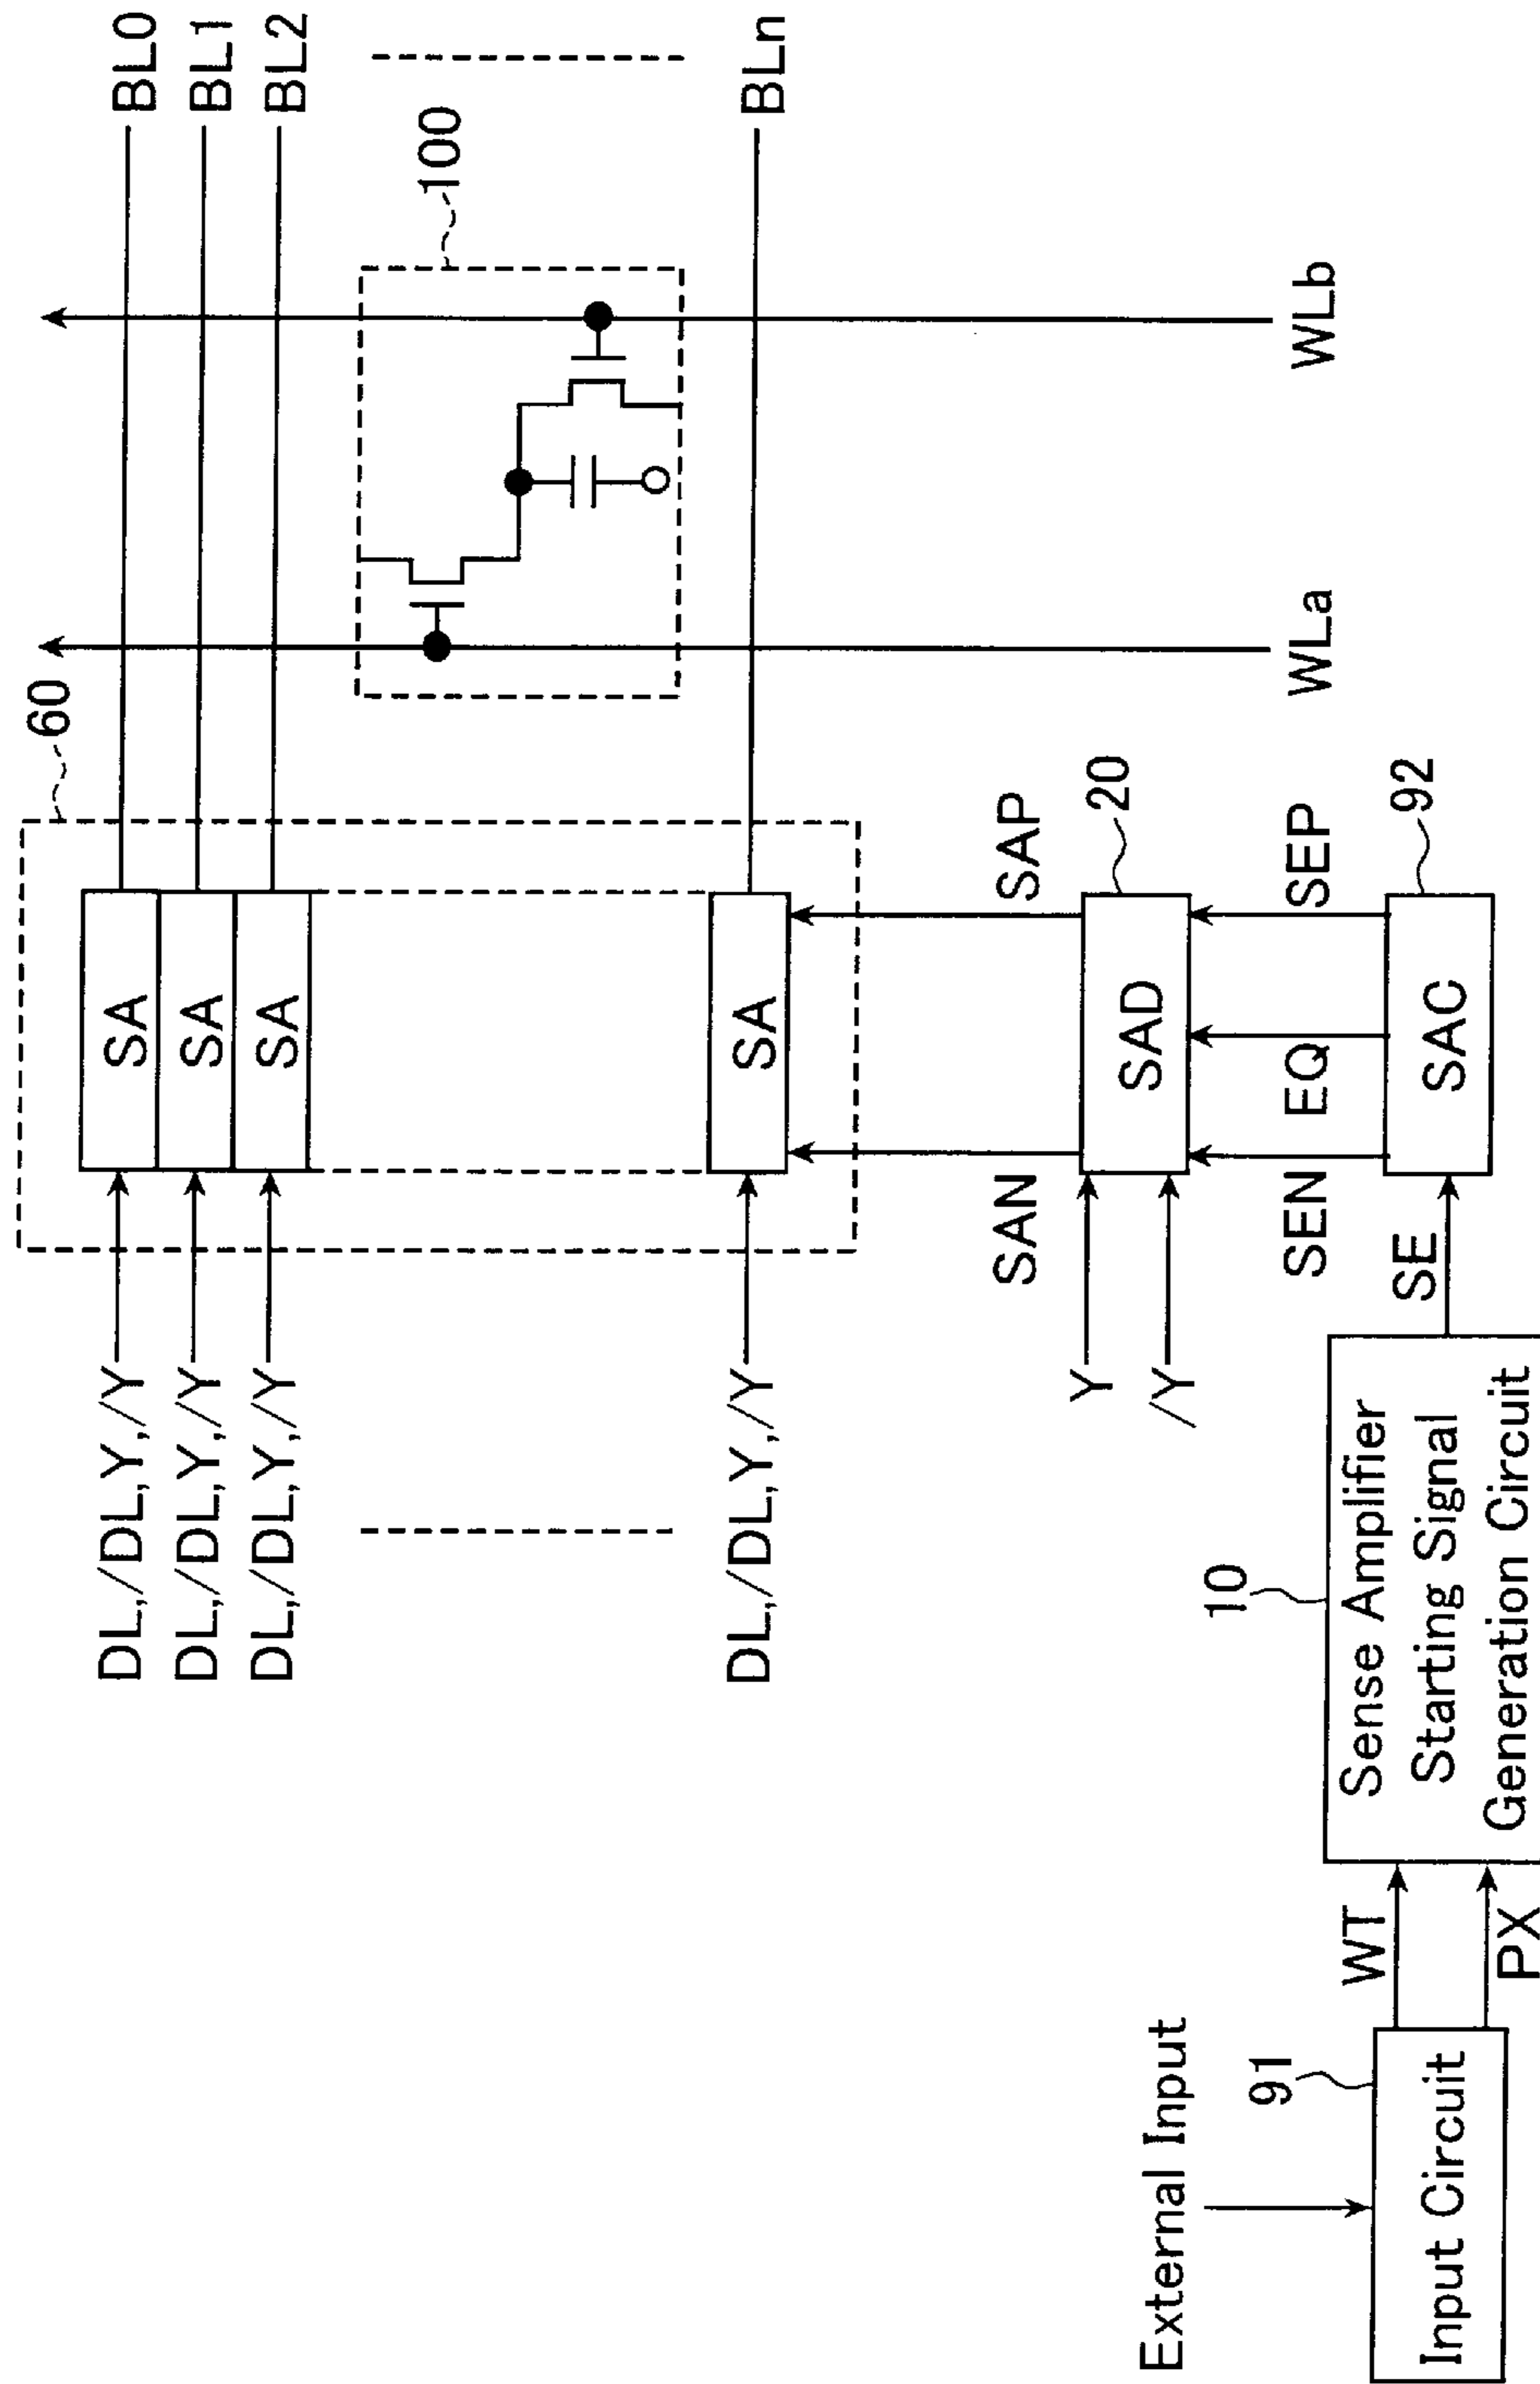 BL0
BL1
BL2
BLn
100
60
SA
SA
SA
SA
DL,/DL,Y,/Y
DL,/DL,Y,/Y
DL,/DL,Y,/Y
DL,/DL,Y,/Y
WLa
WLb
SAN
SAP
Y
/Y
SAD
20
SEN
EQ
SEP
SE
SAC
92
10
Sense Amplifier
Starting Signal
Generation Circuit
WT
PX
External Input
91
Input Circuit